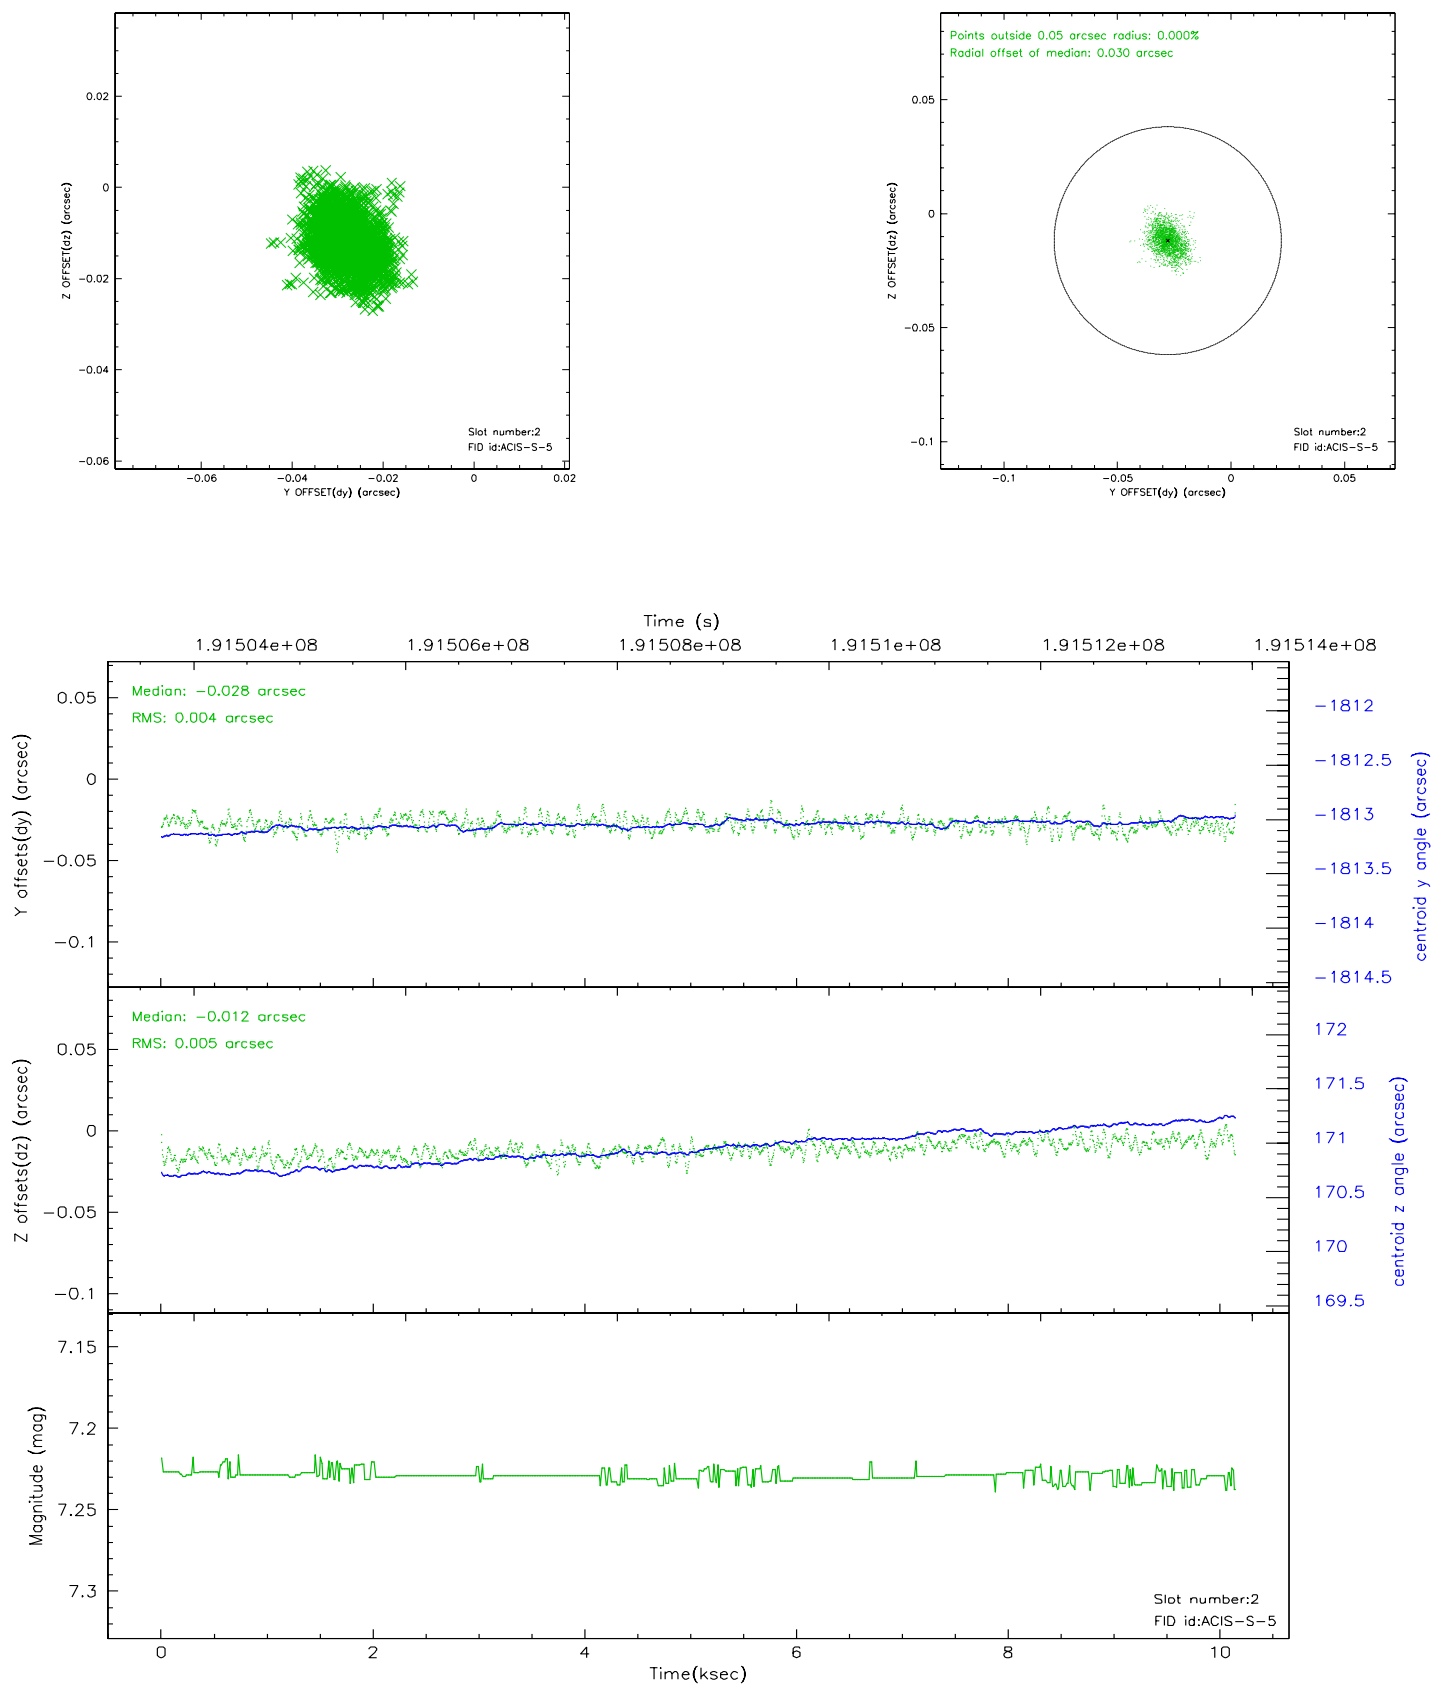 0.02
0
−0.02
−0.04
−0.06
Z OFFSET(dz) (arcsec)
Slot number:2
FID id:ACIS−S−5
−0.06
−0.04
−0.02
0
0.02
Y OFFSET(dy) (arcsec)
Points outside 0.05 arcsec radius: 0.000%
Radial offset of median: 0.030 arcsec
0.05
0
−0.05
−0.1
Z OFFSET(dz) (arcsec)
Slot number:2
FID id:ACIS−S−5
−0.1
−0.05
0
0.05
Y OFFSET(dy) (arcsec)
Time (s)
1.91504e+08
1.91506e+08
1.91508e+08
1.9151e+08
1.91512e+08
1.91514e+08
Median: −0.028 arcsec
RMS: 0.004 arcsec
0.05
0
−0.05
−0.1
Y offsets(dy) (arcsec)
−1812
−1812.5
−1813
−1813.5
−1814
−1814.5
centroid y angle (arcsec)
Median: −0.012 arcsec
RMS: 0.005 arcsec
0.05
0
−0.05
−0.1
Z offsets(dz) (arcsec)
172
171.5
171
170.5
170
169.5
centroid z angle (arcsec)
7.15
7.2
7.25
7.3
Magnitude (mag)
Slot number:2
FID id:ACIS−S−5
0
2
4
6
8
10
Time(ksec)